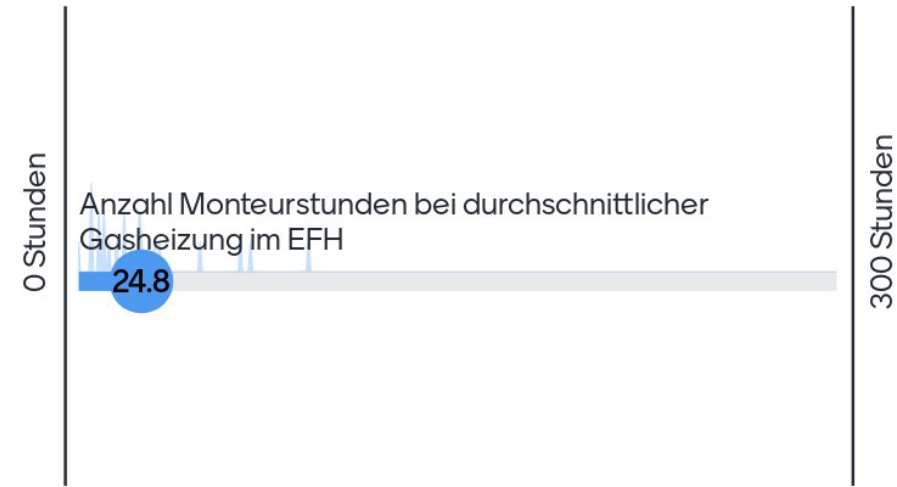 0 Stunden
Anzahl Monteurstunden bei durchschnittlicher
Gasheizung im EFH
24.8
300 Stunden